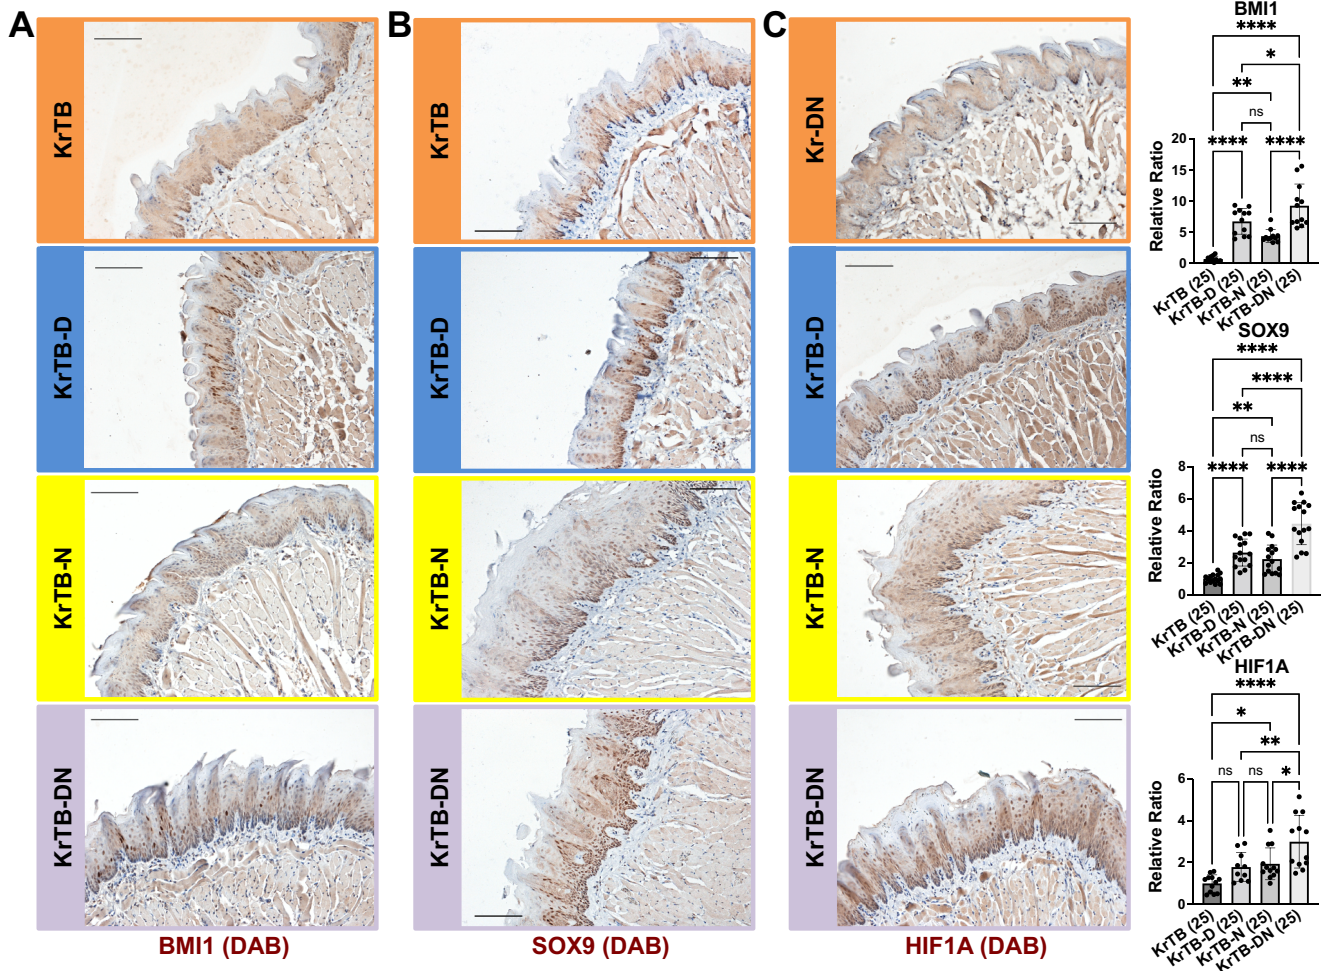 A
KrTB
KrTB-D
KrTB-N
KrTB-DN
BMI1 (DAB)
B
KrTB
KrTB-D
KrTB-N
KrTB-DN
SOX9 (DAB)
C
Kr-DN
KrTB-D
KrTB-N
KrTB-DN
HIF1A (DAB)
BMI1
****
*
**
ns
**** ****
Relative Ratio
20
15
10
5
0
KrTB (25)
KrTB-D (25)
KrTB-N (25)
KrTB-DN (25)
SOX9
****
****
**
ns
**** ****
Relative Ratio
8
6
4
2
0
KrTB (25)
KrTB-D (25)
KrTB-N (25)
KrTB-DN (25)
HIF1A
****
*
**
ns ns *
Relative Ratio
6
4
2
0
KrTB (25)
KrTB-D (25)
KrTB-N (25)
KrTB-DN (25)